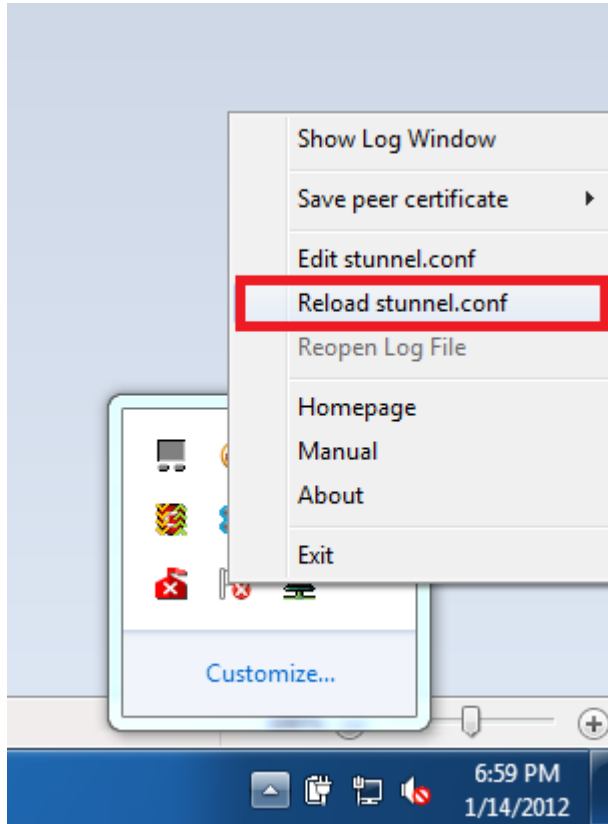 Show Log Window
Save peer certificate
Edit stunnel.conf
Reload stunnel.conf
Reopen Log File
Homepage
Manual
About
Exit
Customize...
6:59 PM
1/14/2012